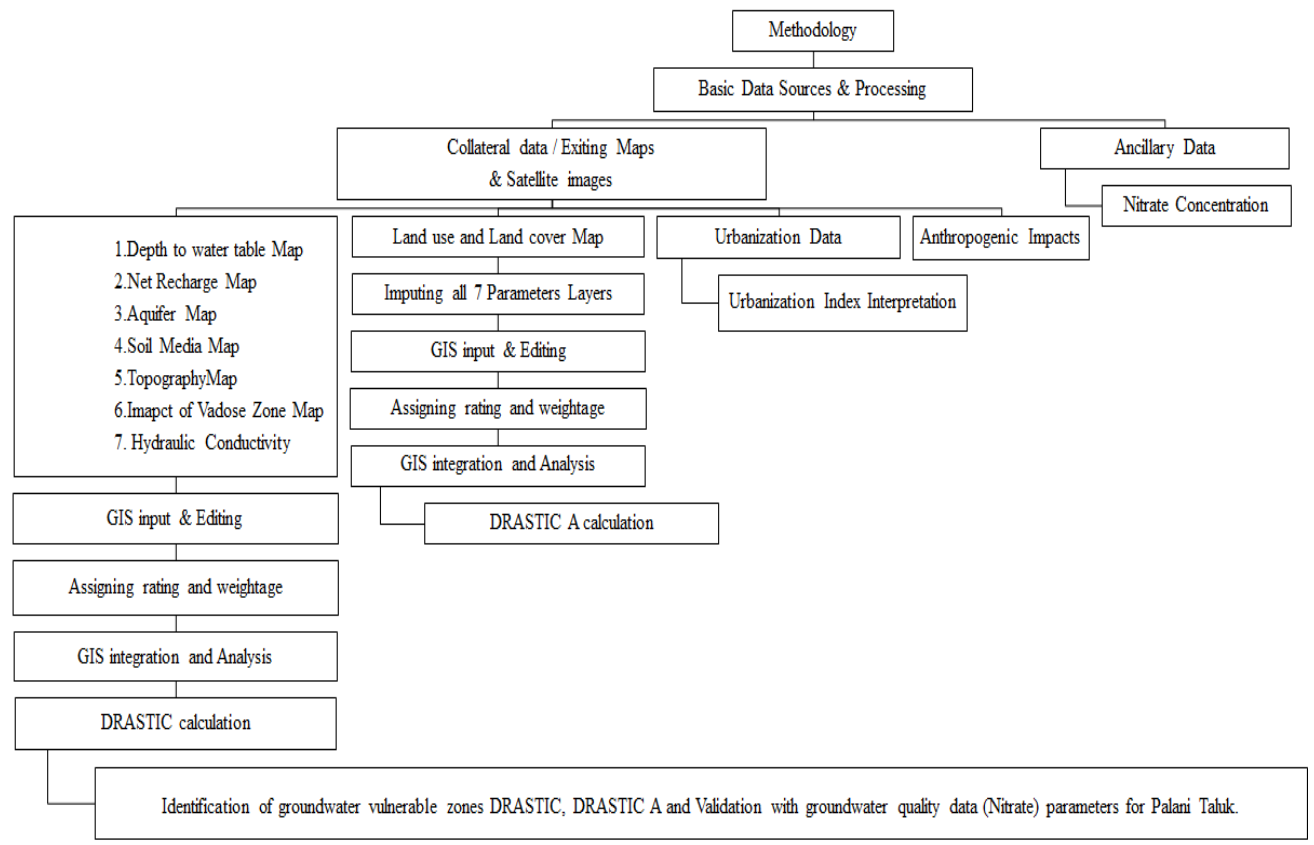 Methodology
Basic Data Sources & Processing
Collateral data / Exiting Maps
& Satellite images
Ancillary Data
Nitrate Concentration
1.Depth to water table Map
2.Net Recharge Map
3.Aquifer Map
4.Soil Media Map
5.TopographyMap
6.Imapct of Vadose Zone Map
7. Hydraulic Conductivity
GIS input & Editing
Assigning rating and weightage
GIS integration and Analysis
DRASTIC calculation
Land use and Land cover Map
Imputing all 7 Parameters Layers
GIS input & Editing
Assigning rating and weightage
GIS integration and Analysis
DRASTIC A calculation
Urbanization Data
Urbanization Index Interpretation
Anthropogenic Impacts
Identification of groundwater vulnerable zones DRASTIC, DRASTIC A and Validation with groundwater quality data (Nitrate) parameters for Palani Taluk.